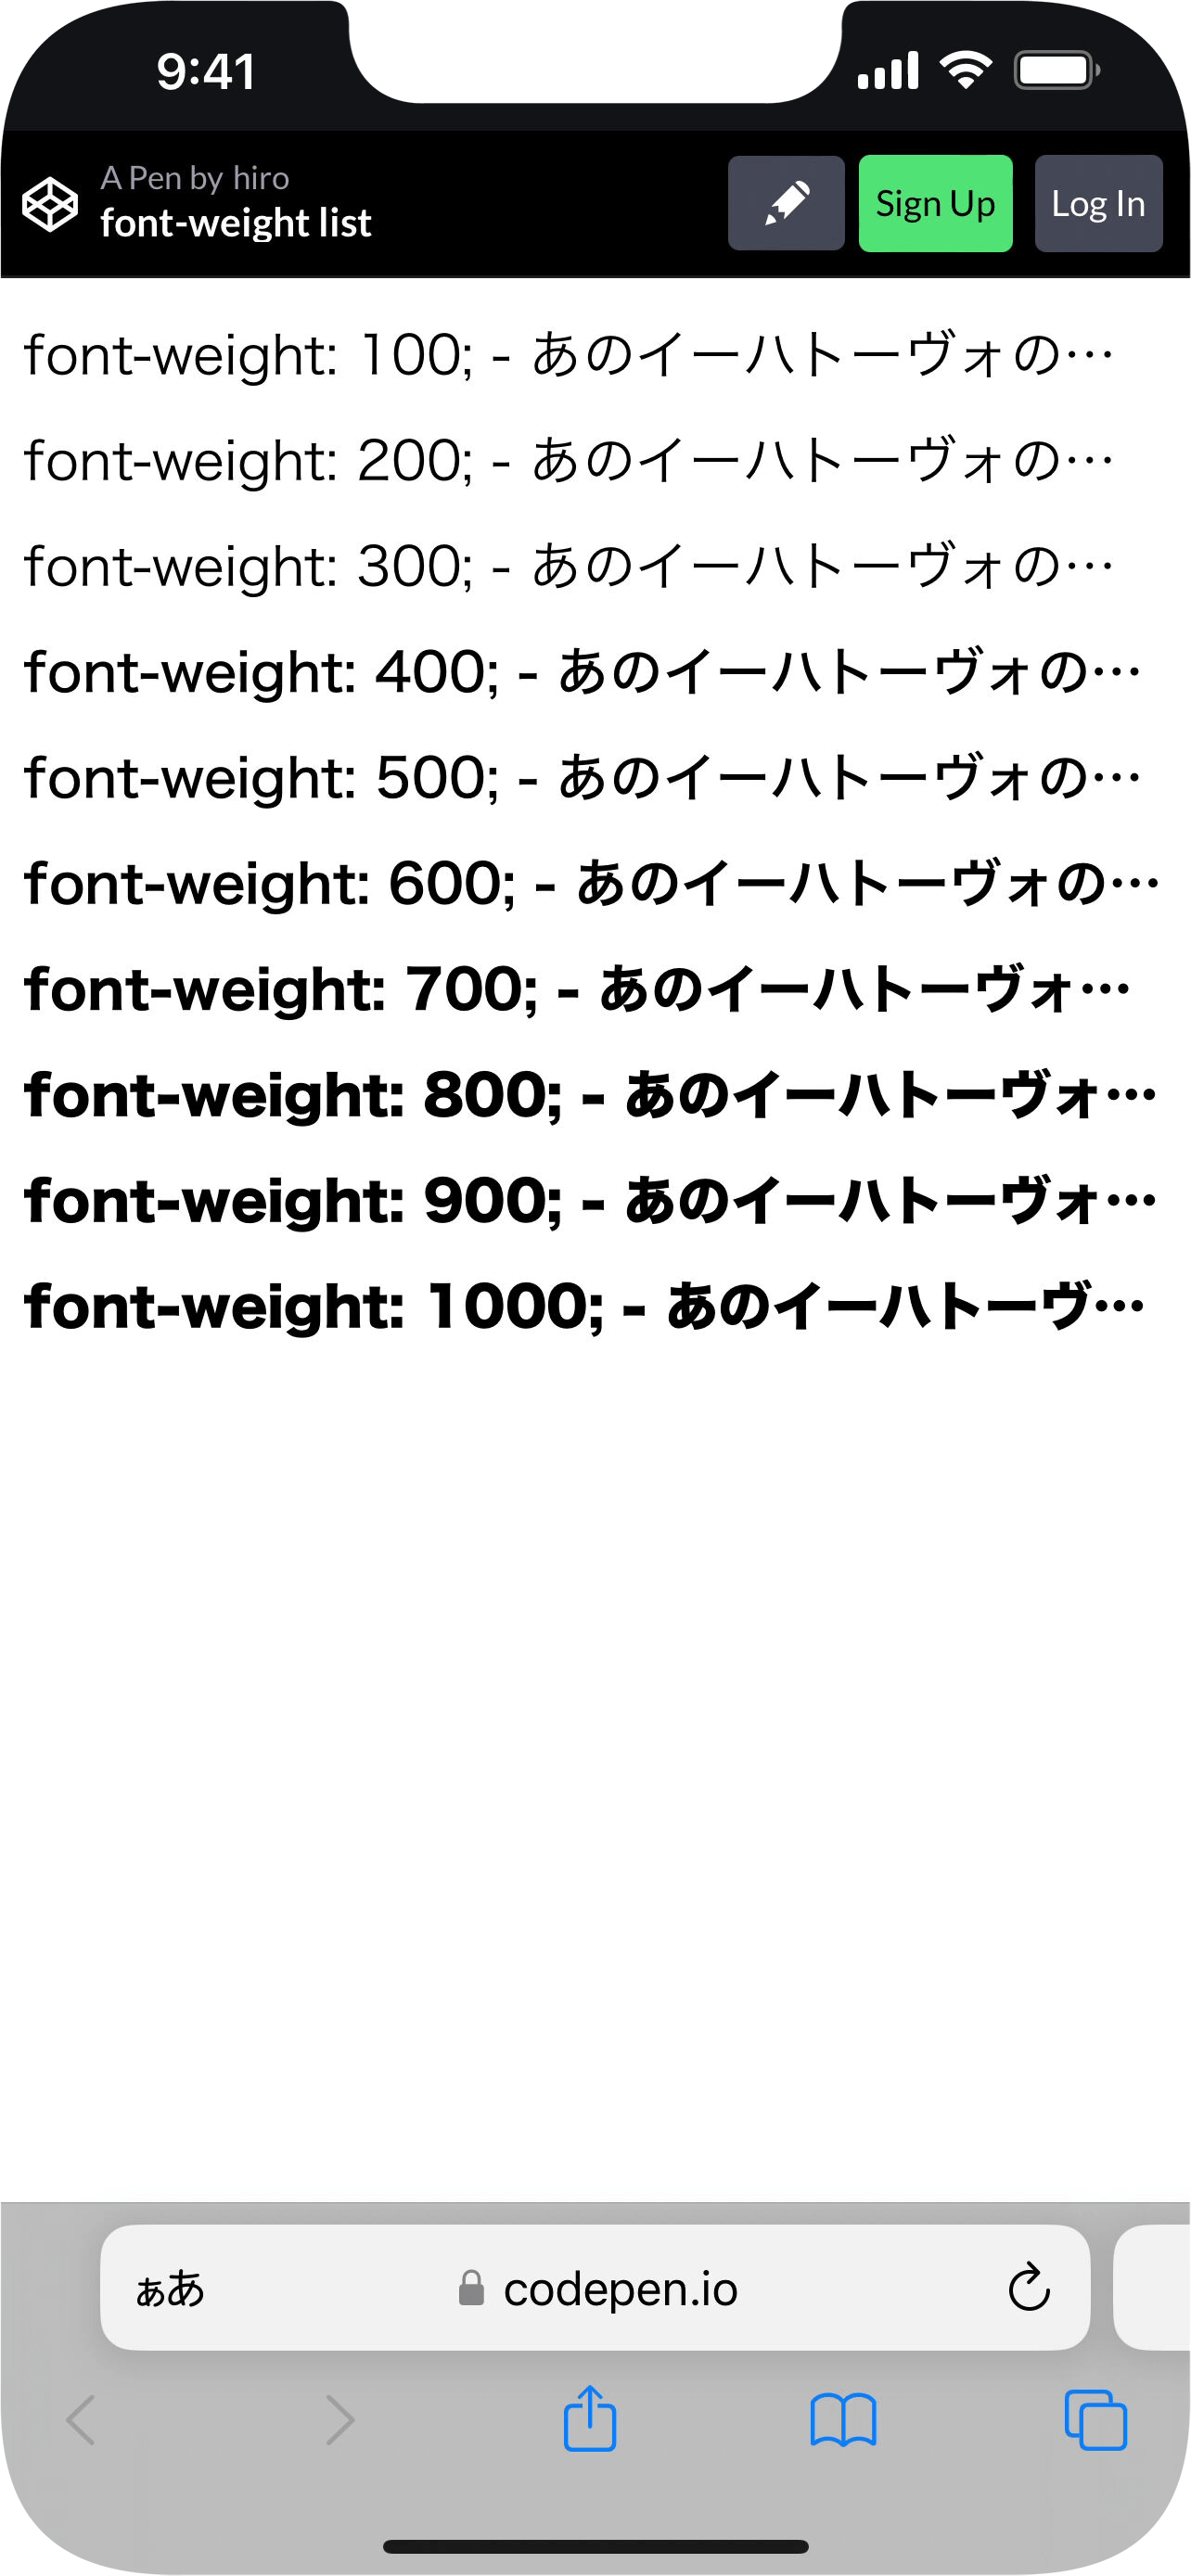 9:41
A Pen by hiro
font-weight list
Sign Up
Log In
font-weight: 100; - あのイーハトーヴォの…
font-weight: 200; - あのイーハトーヴォの…
font-weight: 300; - あのイーハトーヴォの…
font-weight: 400; - あのイーハトーヴォの…
font-weight: 500; - あのイーハトーヴォの…
font-weight: 600; - あのイーハトーヴォの…
font-weight: 700; - あのイーハトーヴォ…
font-weight: 800; - あのイーハトーヴォ…
font-weight: 900; - あのイーハトーヴォ…
font-weight: 1000; - あのイーハトーヴ…
ぁあ codepen.io